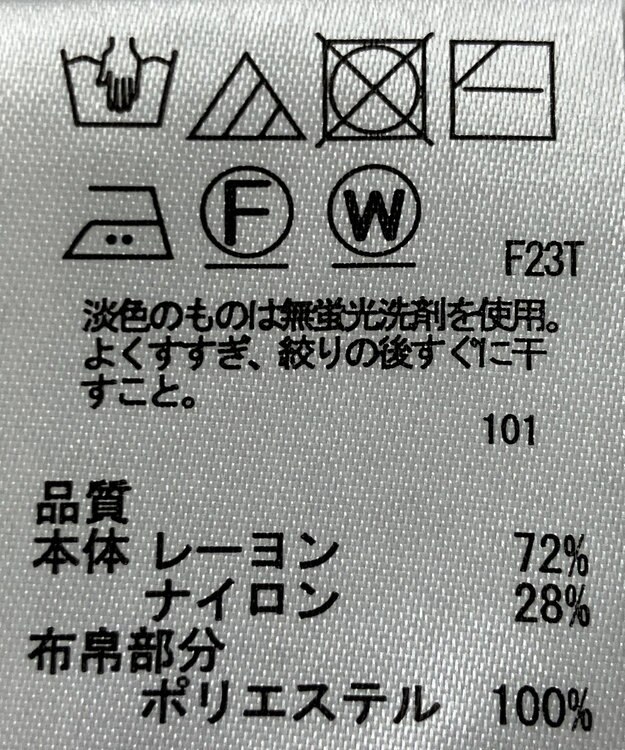 F W
F23T
淡色のものは無蛍光洗剤を使用。
よくすすぎ、絞りの後すぐに干
すこと。
101
品質
本体 レーヨン 72%
ナイロン 28%
布帛部分
ポリエステル 100%